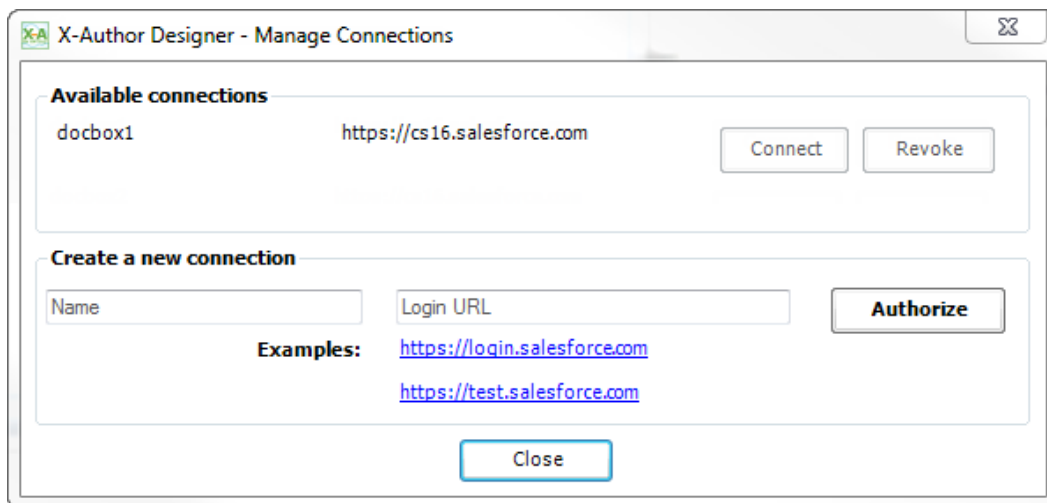 X-A X-Author Designer - Manage Connections
Available connections
docbox1 https://cs16.salesforce.com Connect Revoke
Create a new connection
Name Login URL Authorize
Examples: https://login.salesforce.com
https://test.salesforce.com
Close